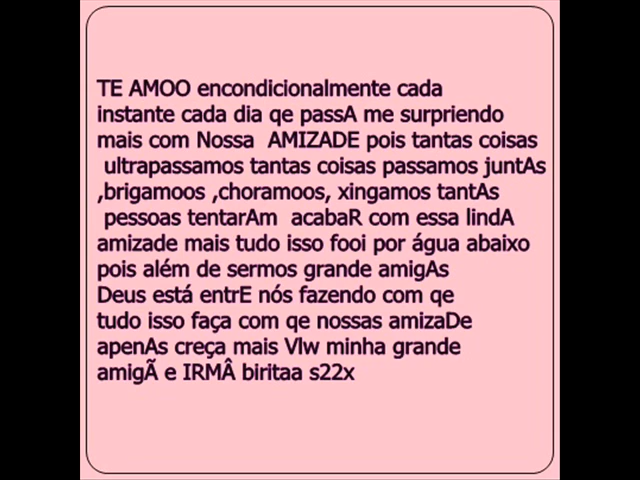 TE AMOO encondicionalmente cada
instante cada dia qe passA me surpriendo
mais com Nossa  AMIZADE pois tantas coisas
ultrapassamos tantas coisas passamos juntAs
,brigamoos ,choramoos, xingamos tantAs
pessoas tentarAm  acabaR com essa lindA
amizade mais tudo isso fooi por água abaixo
pois além de sermos grande amigAs
Deus está entrE nós fazendo com qe
tudo isso faça com qe nossas amizaDe
apenAs creça mais Vlw minha grande
amigÃ e IRMÂ biritaa s22x